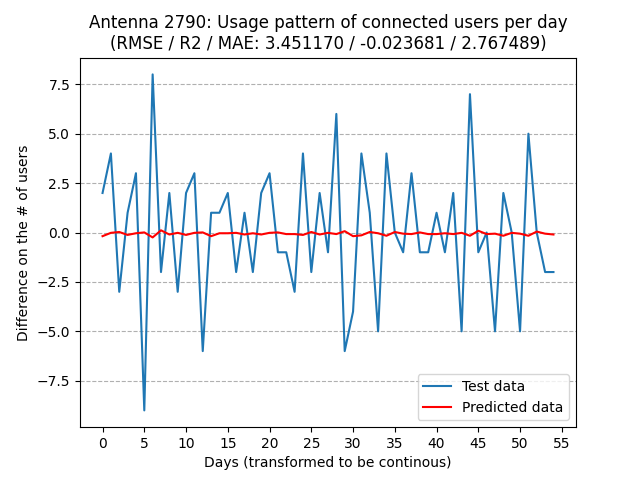 Antenna 2790: Usage pattern of connected users per day
(RMSE / R2 / MAE: 3.451170 / -0.023681 / 2.767489)
Difference on the # of users
7.5
5.0
2.5
0.0
−2.5
−5.0
−7.5
Test data
Predicted data
0 5 10 15 20 25 30 35 40 45 50 55
Days (transformed to be continous)